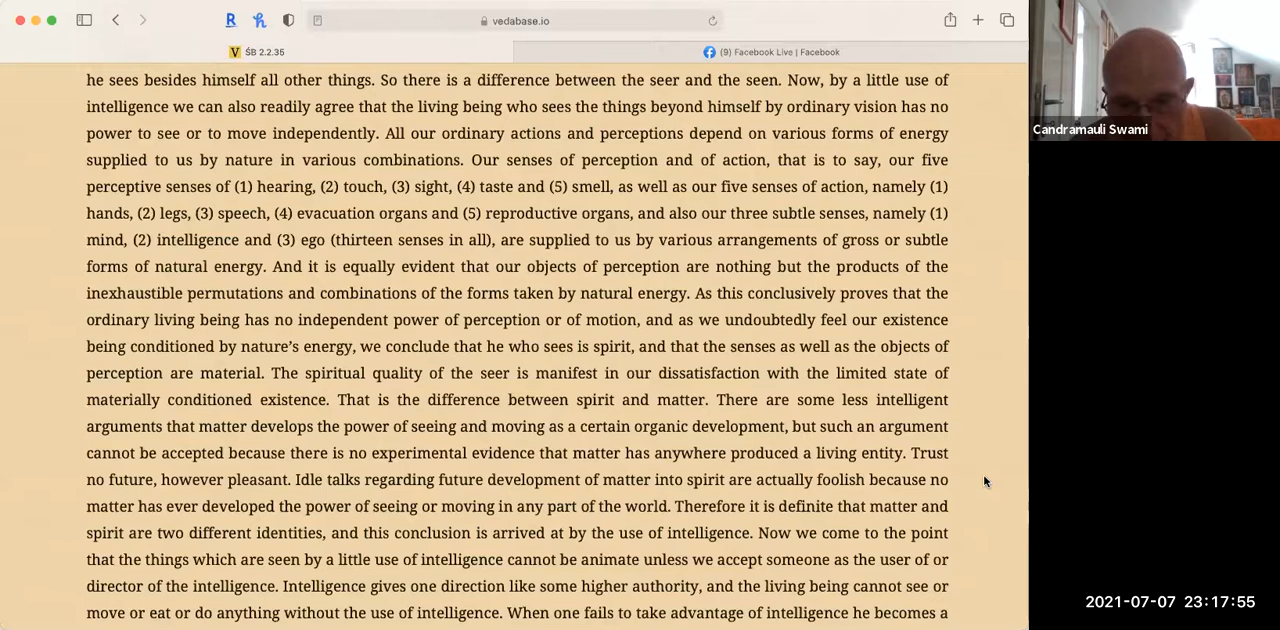 vedabase.io
ŚB 2.2.35
(9) Facebook Live | Facebook
he sees besides himself all other things. So there is a difference between the seer and the seen. Now, by a little use of
intelligence we can also readily agree that the living being who sees the things beyond himself by ordinary vision has no
power to see or to move independently. All our ordinary actions and perceptions depend on various forms of energy
supplied to us by nature in various combinations. Our senses of perception and of action, that is to say, our five
perceptive senses of (1) hearing, (2) touch, (3) sight, (4) taste and (5) smell, as well as our five senses of action, namely (1)
hands, (2) legs, (3) speech, (4) evacuation organs and (5) reproductive organs, and also our three subtle senses, namely (1)
mind, (2) intelligence and (3) ego (thirteen senses in all), are supplied to us by various arrangements of gross or subtle
forms of natural energy. And it is equally evident that our objects of perception are nothing but the products of the
inexhaustible permutations and combinations of the forms taken by natural energy. As this conclusively proves that the
ordinary living being has no independent power of perception or of motion, and as we undoubtedly feel our existence
being conditioned by nature’s energy, we conclude that he who sees is spirit, and that the senses as well as the objects of
perception are material. The spiritual quality of the seer is manifest in our dissatisfaction with the limited state of
materially conditioned existence. That is the difference between spirit and matter. There are some less intelligent
arguments that matter develops the power of seeing and moving as a certain organic development, but such an argument
cannot be accepted because there is no experimental evidence that matter has anywhere produced a living entity. Trust
no future, however pleasant. Idle talks regarding future development of matter into spirit are actually foolish because no
matter has ever developed the power of seeing or moving in any part of the world. Therefore it is definite that matter and
spirit are two different identities, and this conclusion is arrived at by the use of intelligence. Now we come to the point
that the things which are seen by a little use of intelligence cannot be animate unless we accept someone as the user of or
director of the intelligence. Intelligence gives one direction like some higher authority, and the living being cannot see or
move or eat or do anything without the use of intelligence. When one fails to take advantage of intelligence he becomes a
Candramauli Swami
2021-07-07 23:17:55